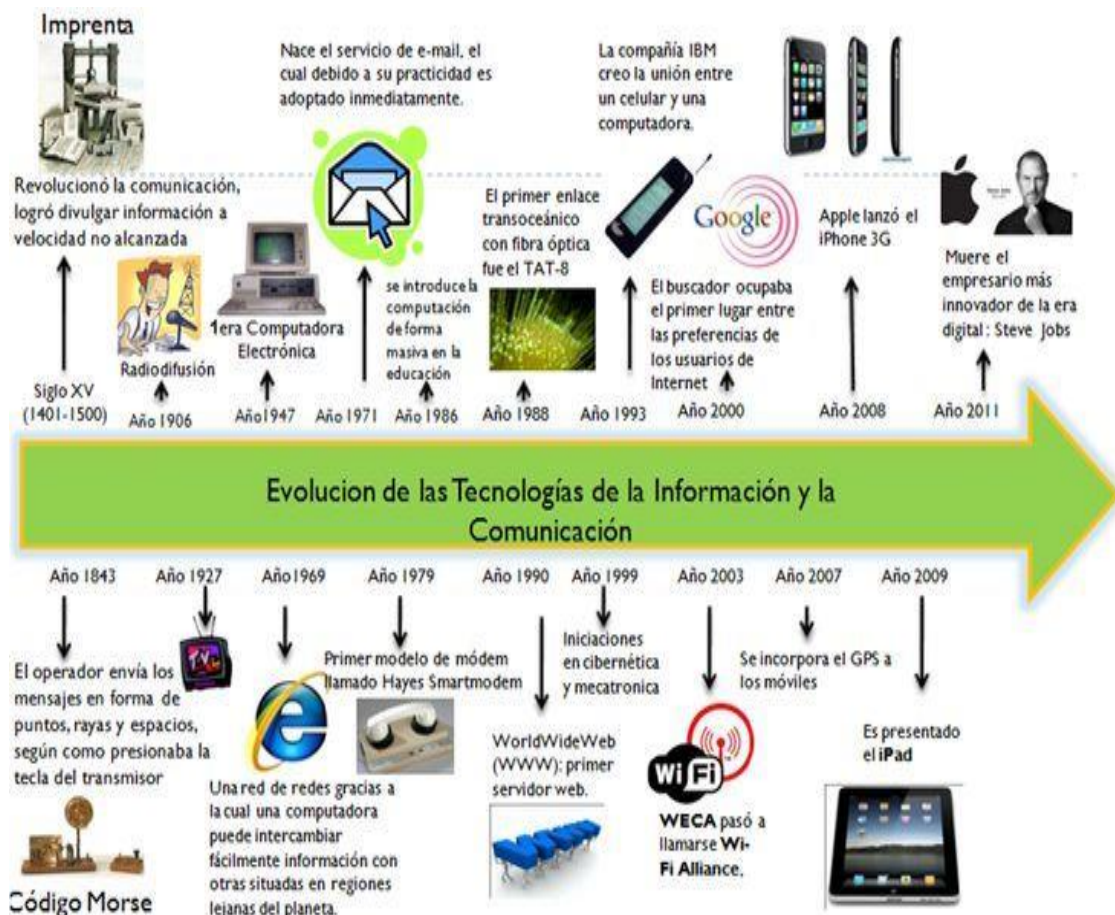 Imprenta
Revolucionó la comunicación,
logró divulgar información a
velocidad no alcanzada
Siglo XV
(1401-1500)
Radiodifusión
Año 1906
1era Computadora
Electrónica
Año1947
Nace el servicio de e-mail, el
cual debido a su practicidad es
adoptado inmediatamente.
Año 1971
se introduce la
computación
de forma
masiva en la
educación
Año 1986
El primer enlace
transoceánico
con fibra óptica
fue el TAT-8
Año 1988
La compañía IBM
creo la unión entre
un celular y una
computadora.
Año 1993
Google
El buscador ocupaba
el primer lugar entre
las preferencias de
los usuarios de
Internet
Año 2000
Apple lanzó el
iPhone 3G
Año 2008
Muere el
empresario más
innovador de la era
digital : Steve Jobs
Año 2011
Evolucion de las Tecnologías de la Información y la
Comunicación
Año 1843
El operador envía los
mensajes en forma de
puntos, rayas y espacios,
según como presionaba la
tecla del transmisor
Código Morse
Año 1927
TV
Año1969
Una red de redes gracias a
la cual una computadora
puede intercambiar
fácilmente información con
otras situadas en regiones
lejanas del planeta.
Año 1979
Primer modelo de módem
llamado Hayes Smartmodem
Año 1990
WorldWideWeb
(WWW): primer
servidor web.
Año 1999
Iniciaciones
en cibernética
y mecatronica
Año 2003
Wi Fi
WECA pasó a
llamarse Wi-
Fi Alliance.
Año 2007
Se incorpora el GPS a
los móviles
Año 2009
Es presentado
el iPad